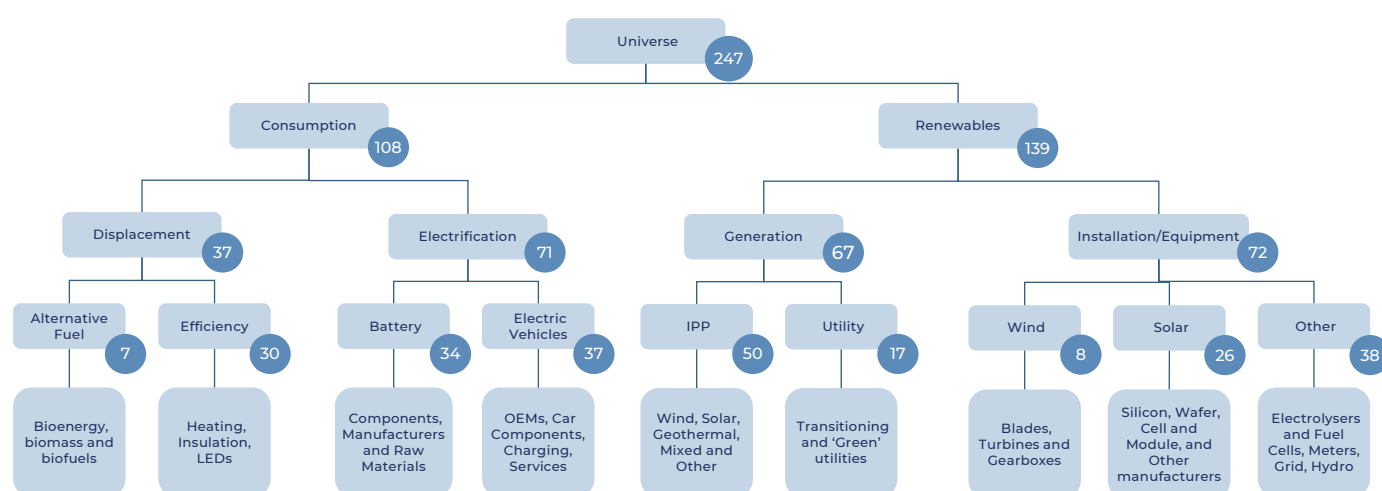 Universe
247
Consumption
108
Renewables
139
Displacement
37
Electrification
71
Generation
67
Installation/Equipment
72
Alternative
Fuel
7
Efficiency
30
Battery
34
Electric
Vehicles
37
IPP
50
Utility
17
Wind
8
Solar
26
Other
38
Bioenergy,
biomass and
biofuels
Heating,
Insulation,
LEDs
Components,
Manufacturers
and Raw
Materials
OEMs, Car
Components,
Charging,
Services
Wind, Solar,
Geothermal,
Mixed and
Other
Transitioning
and ‘Green’
utilities
Blades,
Turbines and
Gearboxes
Silicon, Wafer,
Cell and
Module, and
Other
manufacturers
Electrolysers
and Fuel
Cells, Meters,
Grid, Hydro